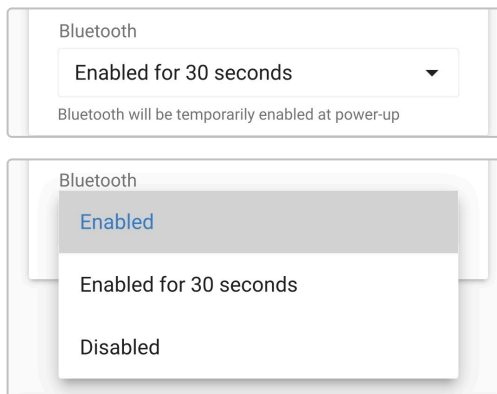 Bluetooth
Enabled for 30 seconds
Bluetooth will be temporarily enabled at power-up
Bluetooth
Enabled
Enabled for 30 seconds
Disabled